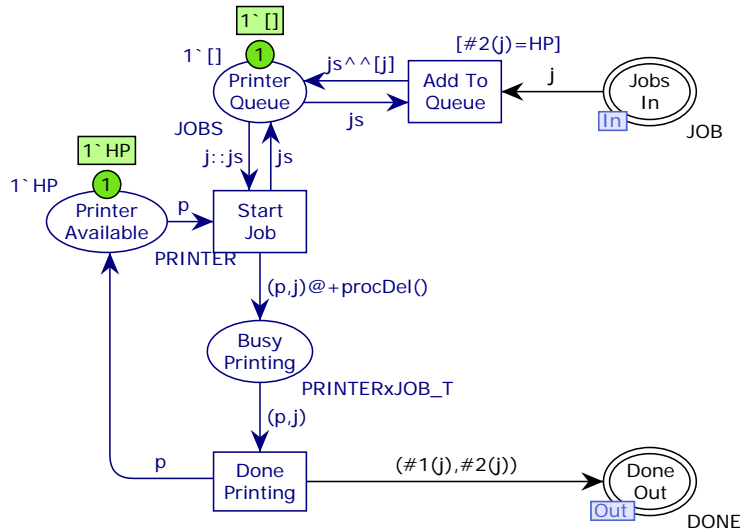 1`[]
1`[]
1
[#2(j)=HP]
Printer
Queue
js^^[j]
js
Add To
Queue
j
Jobs
In
In
JOB
JOBS
j::js
js
1`HP
1`HP
1
Printer
Available
p
Start
Job
PRINTER
(p,j)@+procDel()
Busy
Printing
PRINTERxJOB_T
(p,j)
p
Done
Printing
(#1(j),#2(j))
Done
Out
Out
DONE